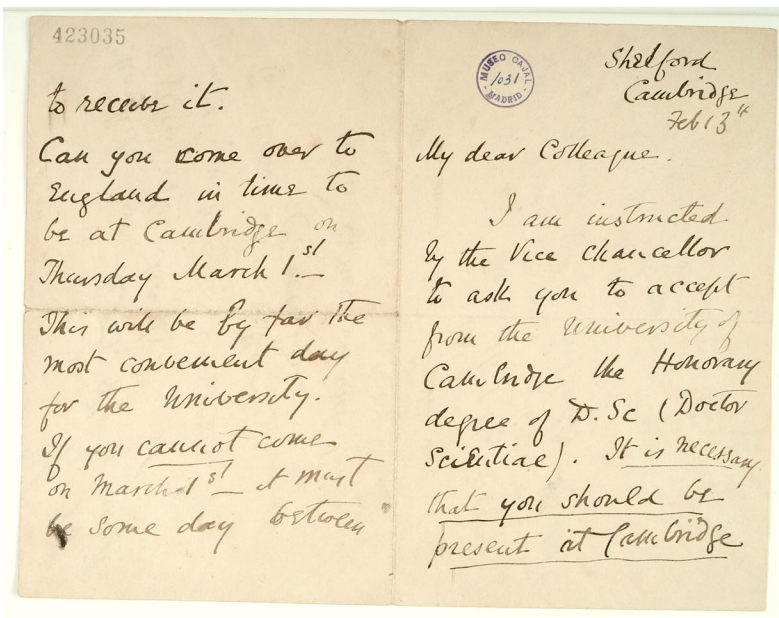 Shelford
Cambridge
Feb 13th
My dear Colleague.
I am instructed
by the Vice Chancellor
to ask you to accept
from the University of
Cambridge the Honorary
degree of D.Sc (Doctor
Scientiae). It is necessary
that you should be
present at Cambridge
423035
to receive it.
Can you come over to
England in time to
be at Cambridge on
Thursday March 1.st
This will be by far the
most convenient day
for the University.
If you cannot come
on March 1st — it must
be some day between
MUSEO CAJAL
1031
MADRID